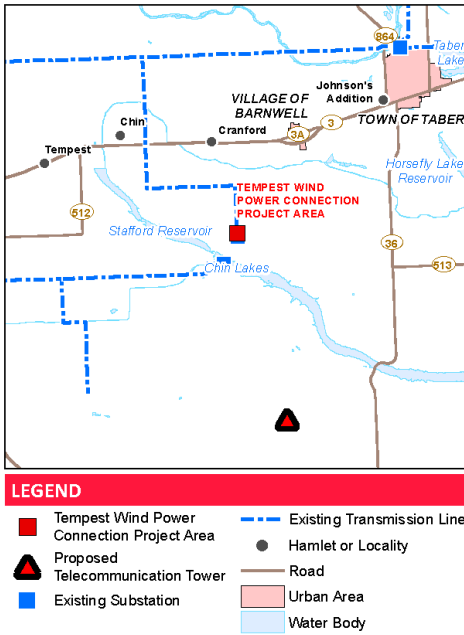 864
Taber
Lake
Johnson's
Addition
VILLAGE OF
BARNWELL
TOWN OF TABER
Chin
3
3A
Cranford
Tempest
Horsefly Lake
Reservoir
TEMPEST WIND
POWER CONNECTION
PROJECT AREA
512
Stafford Reservoir
36
513
Chin Lakes
LEGEND
Tempest Wind Power
Connection Project Area
Proposed
Telecommunication Tower
Existing Substation
Existing Transmission Line
Hamlet or Locality
Road
Urban Area
Water Body